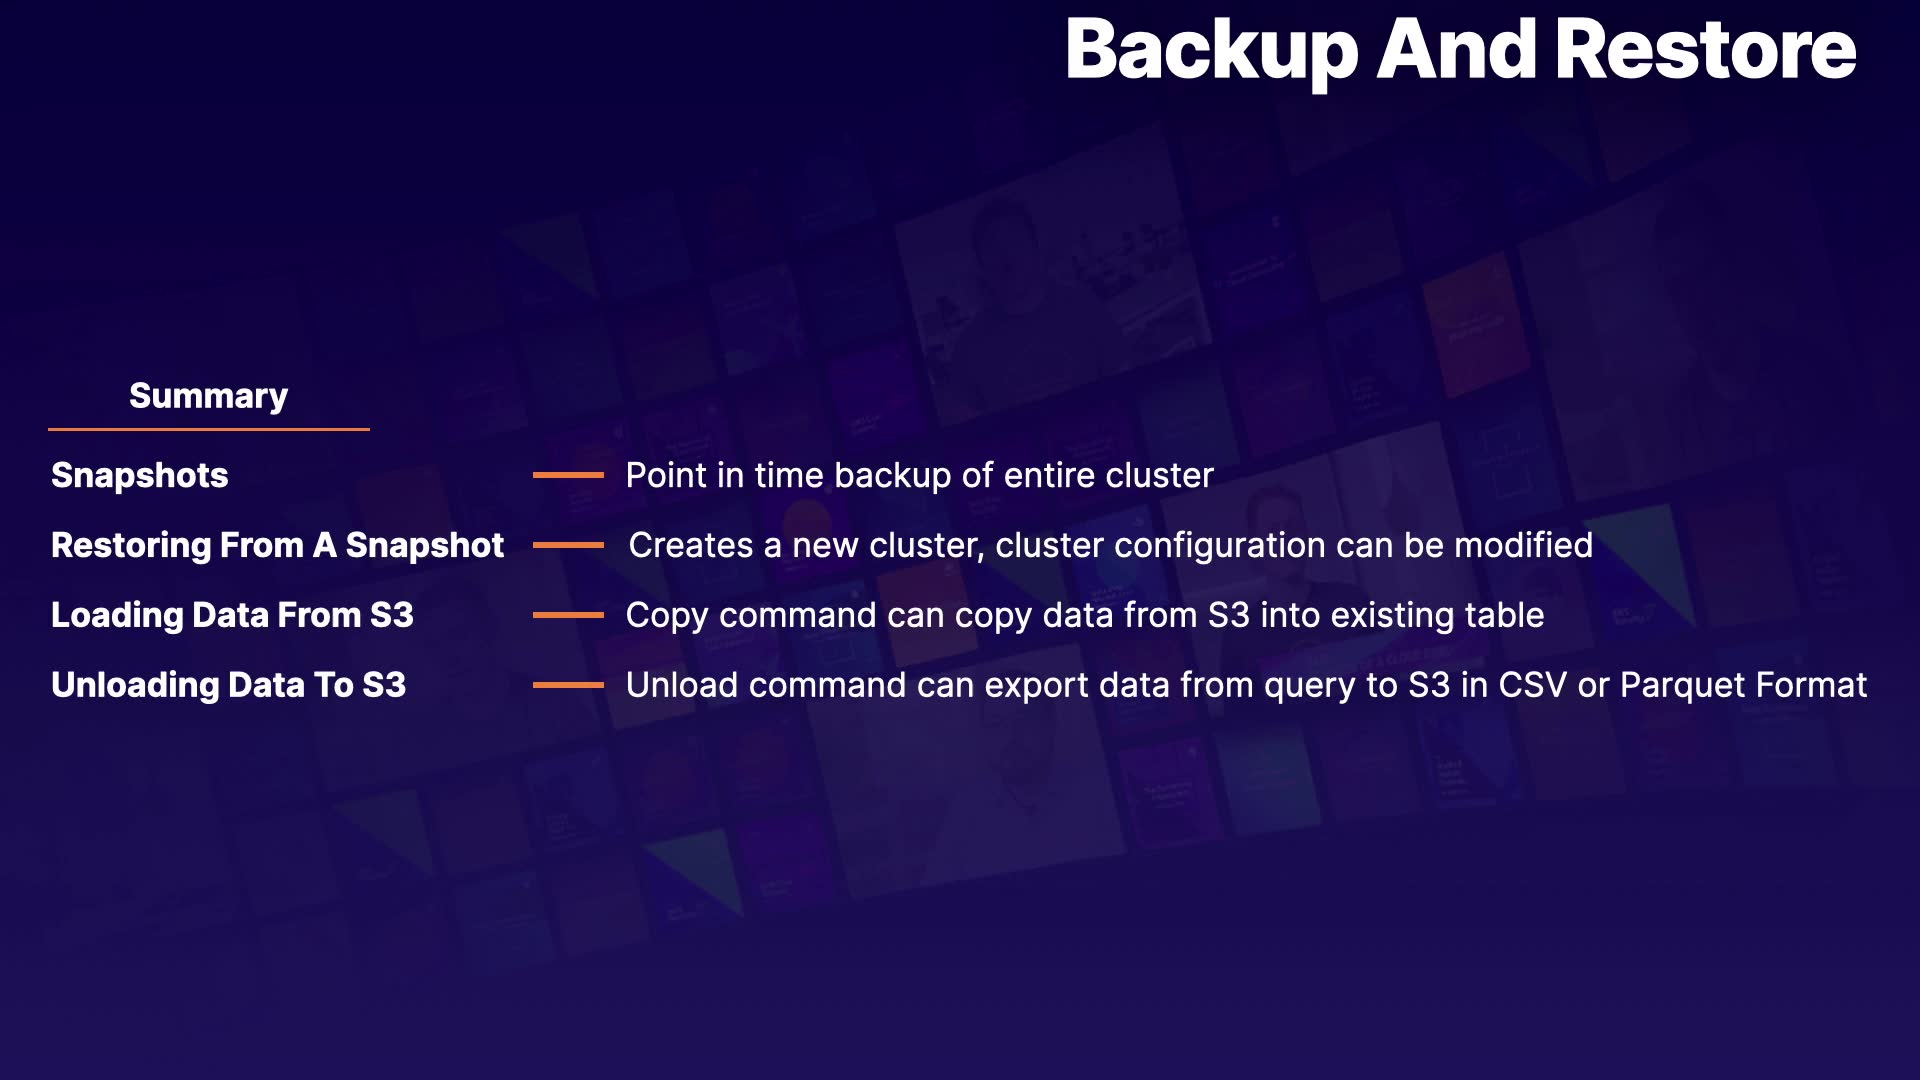 Backup And Restore
Summary
Snapshots — Point in time backup of entire cluster
Restoring From A Snapshot — Creates a new cluster, cluster configuration can be modified
Loading Data From S3 — Copy command can copy data from S3 into existing table
Unloading Data To S3 — Unload command can export data from query to S3 in CSV or Parquet Format